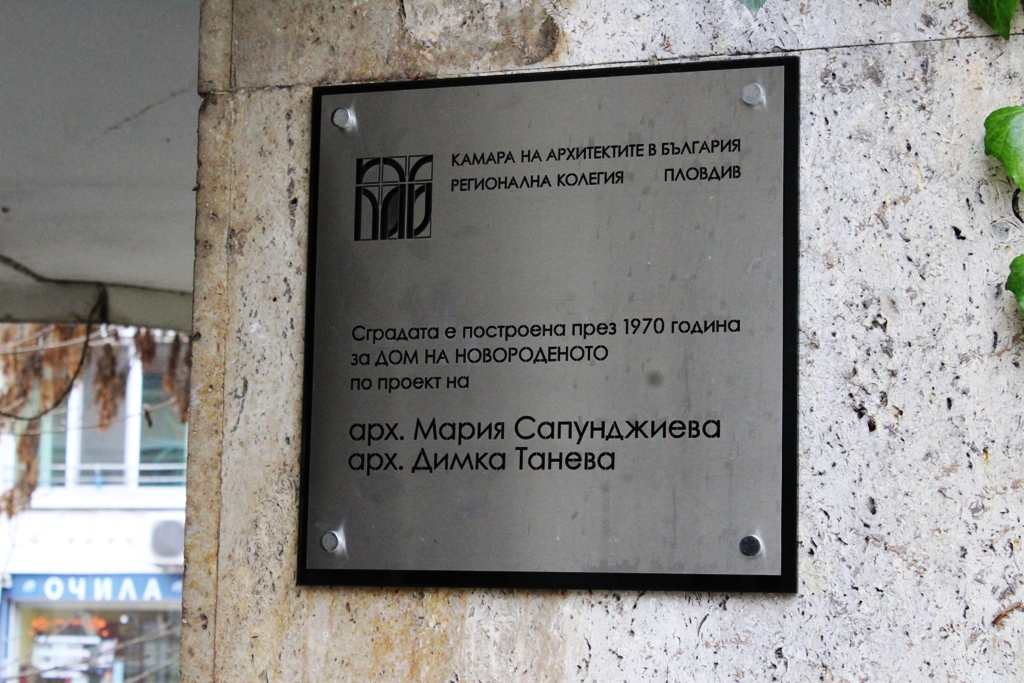 КАМАРА НА АРХИТЕКТИТЕ В БЪЛГАРИЯ
РЕГИОНАЛНА КОЛЕГИЯ ПЛОВДИВ
Сградата е построена през 1970 година
за ДОМ НА НОВОРОДЕНОТО
по проект на
арх. Мария Сапунджиева
арх. Димка Танева
ОЧИЛА